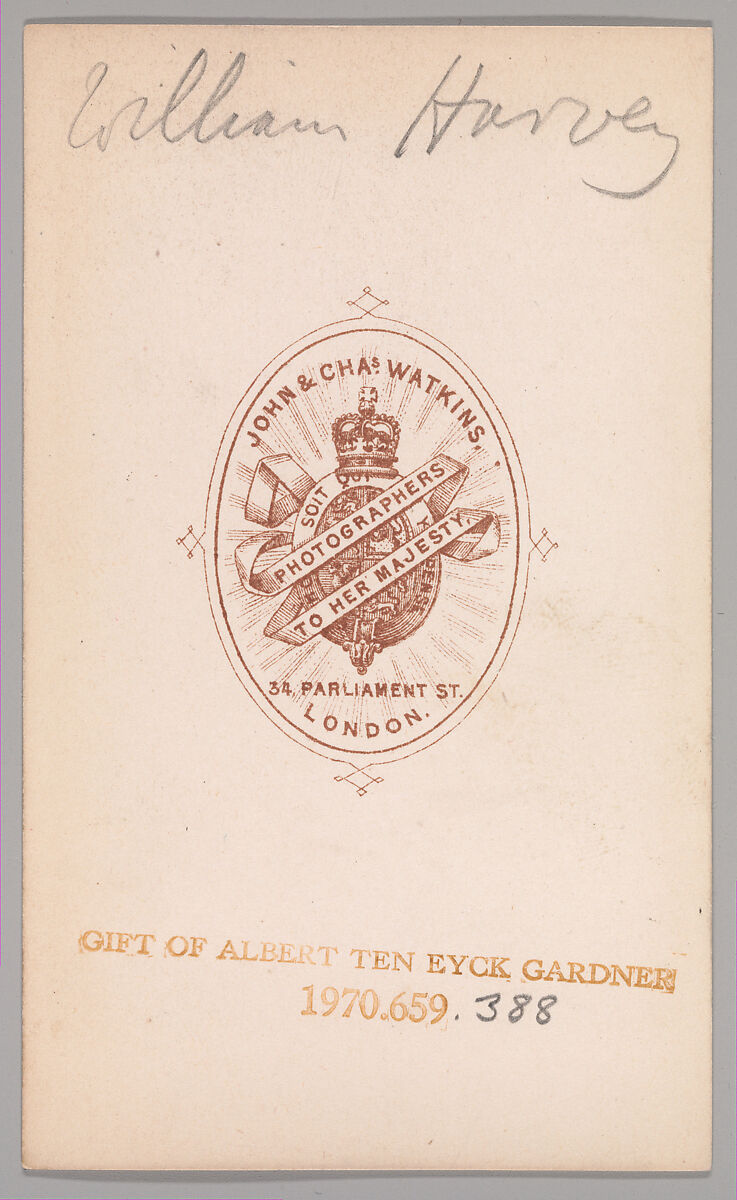 William Harvey
JOHN & CHAS. WATKINS.
SOIT QUI
PHOTOGRAPHERS
TO HER MAJESTY,
34, PARLIAMENT ST.
LONDON.
GIFT OF ALBERT TEN EYCK GARDNER
1970.659.388